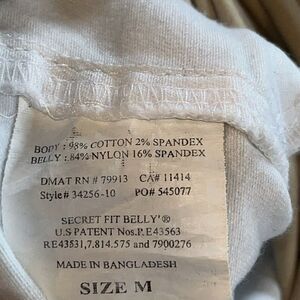 BODY : 98% COTTON 2% SPANDEX
BELLY : 84% NYLON 16% SPANDEX
DMAT RN # 79913 CA# 11414
Style# 34256-10 PO# 545077
SECRET FIT BELLY'®
U.S PATENT Nos.P.E43563
RE43531,7.814.575 and 7900276
MADE IN BANGLADESH
SIZE M